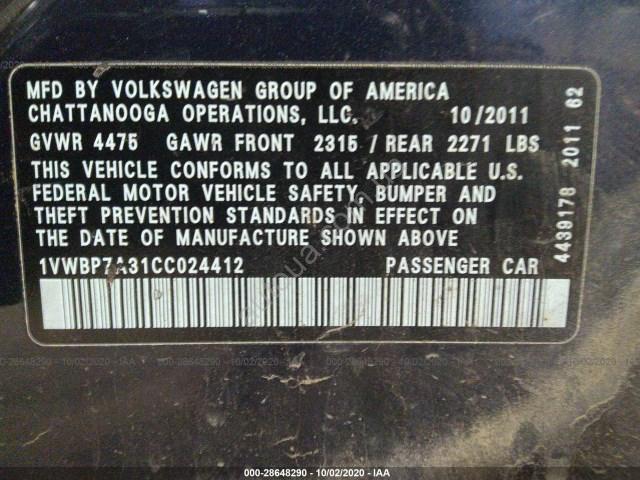 MFD BY VOLKSWAGEN GROUP OF AMERICA
CHATTANOOGA OPERATIONS, LLC. 10/2011
GVWR 4475 GAWR FRONT 2315 / REAR 2271 LBS
THIS VEHICLE CONFORMS TO ALL APPLICABLE U.S.
FEDERAL MOTOR VEHICLE SAFETY, BUMPER AND
THEFT PREVENTION STANDARDS IN EFFECT ON
THE DATE OF MANUFACTURE SHOWN ABOVE
1VWBP7A31CC024412 PASSENGER CAR
4439178 2011 62
000-28648290 - 10/02/2020 - IAA